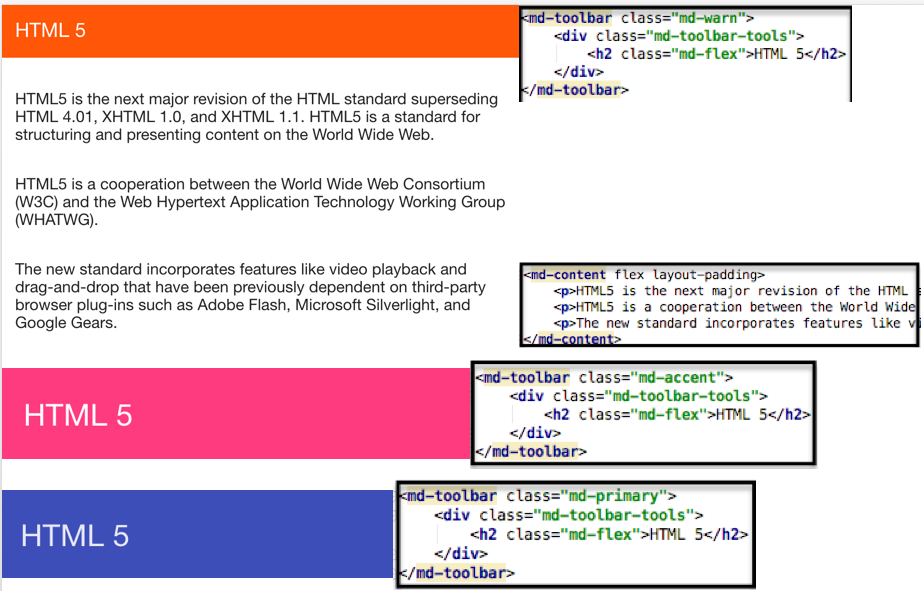 HTML 5
<md-toolbar class="md-warn">
<div class="md-toolbar-tools">
<h2 class="md-flex">HTML 5</h2>
</div>
</md-toolbar>
HTML5 is the next major revision of the HTML standard superseding
HTML 4.01, XHTML 1.0, and XHTML 1.1. HTML5 is a standard for
structuring and presenting content on the World Wide Web.
HTML5 is a cooperation between the World Wide Web Consortium
(W3C) and the Web Hypertext Application Technology Working Group
(WHATWG).
The new standard incorporates features like video playback and
drag-and-drop that have been previously dependent on third-party
browser plug-ins such as Adobe Flash, Microsoft Silverlight, and
Google Gears.
<md-content flex layout-padding>
<p>HTML5 is the next major revision of the HTML
<p>HTML5 is a cooperation between the World Wide
<p>The new standard incorporates features like
</md-content>
HTML 5
<md-toolbar class="md-accent">
<div class="md-toolbar-tools">
<h2 class="md-flex">HTML 5</h2>
</div>
</md-toolbar>
HTML 5
<md-toolbar class="md-primary">
<div class="md-toolbar-tools">
<h2 class="md-flex">HTML 5</h2>
</div>
</md-toolbar>